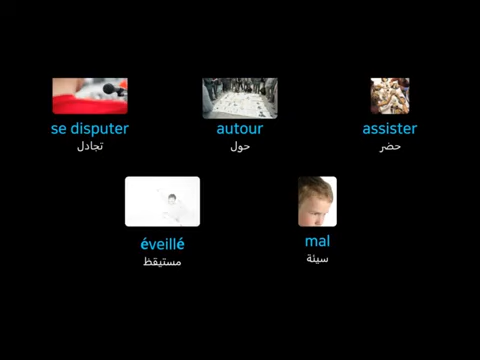 se disputer
تجادل
autour
حول
assister
حضر
éveillé
مستيقظ
mal
سيئة